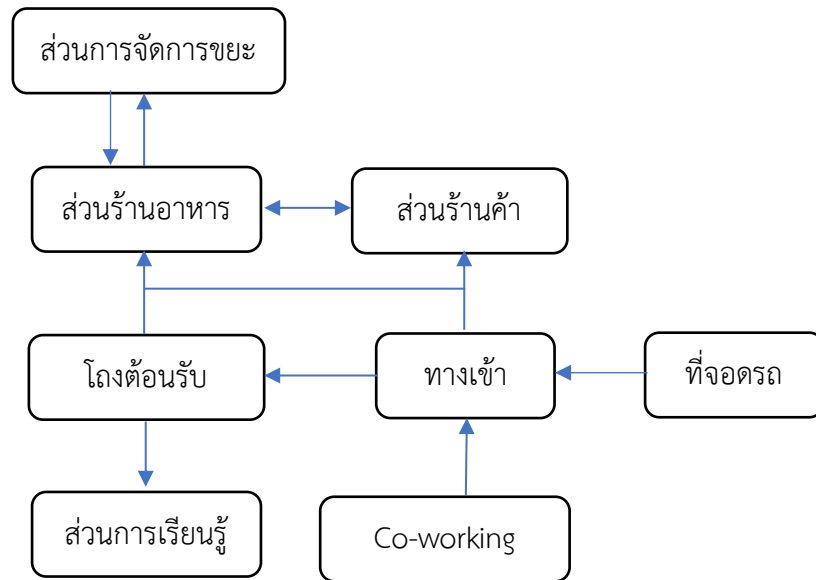 ส่วนการจัดการขยะ
ส่วนร้านอาหาร
ส่วนร้านค้า
โถงต้อนรับ
ทางเข้า
ที่จอดรถ
ส่วนการเรียนรู้
Co-working